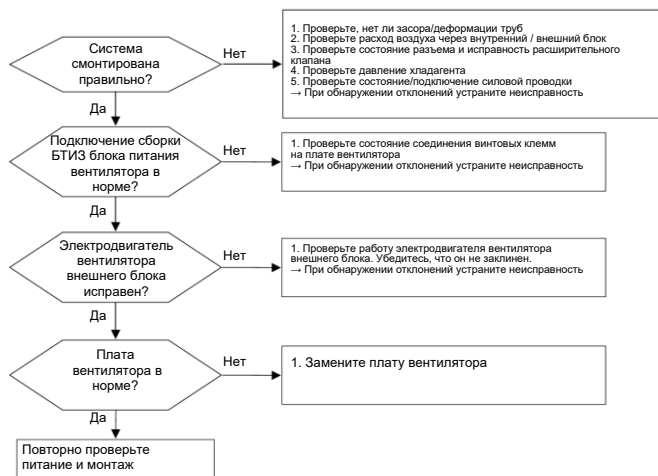 Система
смонтирована
правильно?
Нет
1. Проверьте, нет ли засора/деформации труб
2. Проверьте расход воздуха через внутренний / внешний блок
3. Проверьте состояние разъема и исправность расширительного
клапана
4. Проверьте давление хладагента
5. Проверьте состояние/подключение силовой проводки
→ При обнаружении отклонений устраните неисправность
Да
Подключение сборки
БТИЗ блока питания
вентилятора в
норме?
Нет
1. Проверьте состояние соединения винтовых клемм
на плате вентилятора
→ При обнаружении отклонений устраните неисправность
Да
Электродвигатель
вентилятора
внешнего блока
исправен?
Нет
1. Проверьте работу электродвигателя вентилятора
внешнего блока. Убедитесь, что он не заклинен.
→ При обнаружении отклонений устраните неисправность
Да
Плата
вентилятора в
норме?
Нет
1. Замените плату вентилятора
Да
Повторно проверьте
питание и монтаж